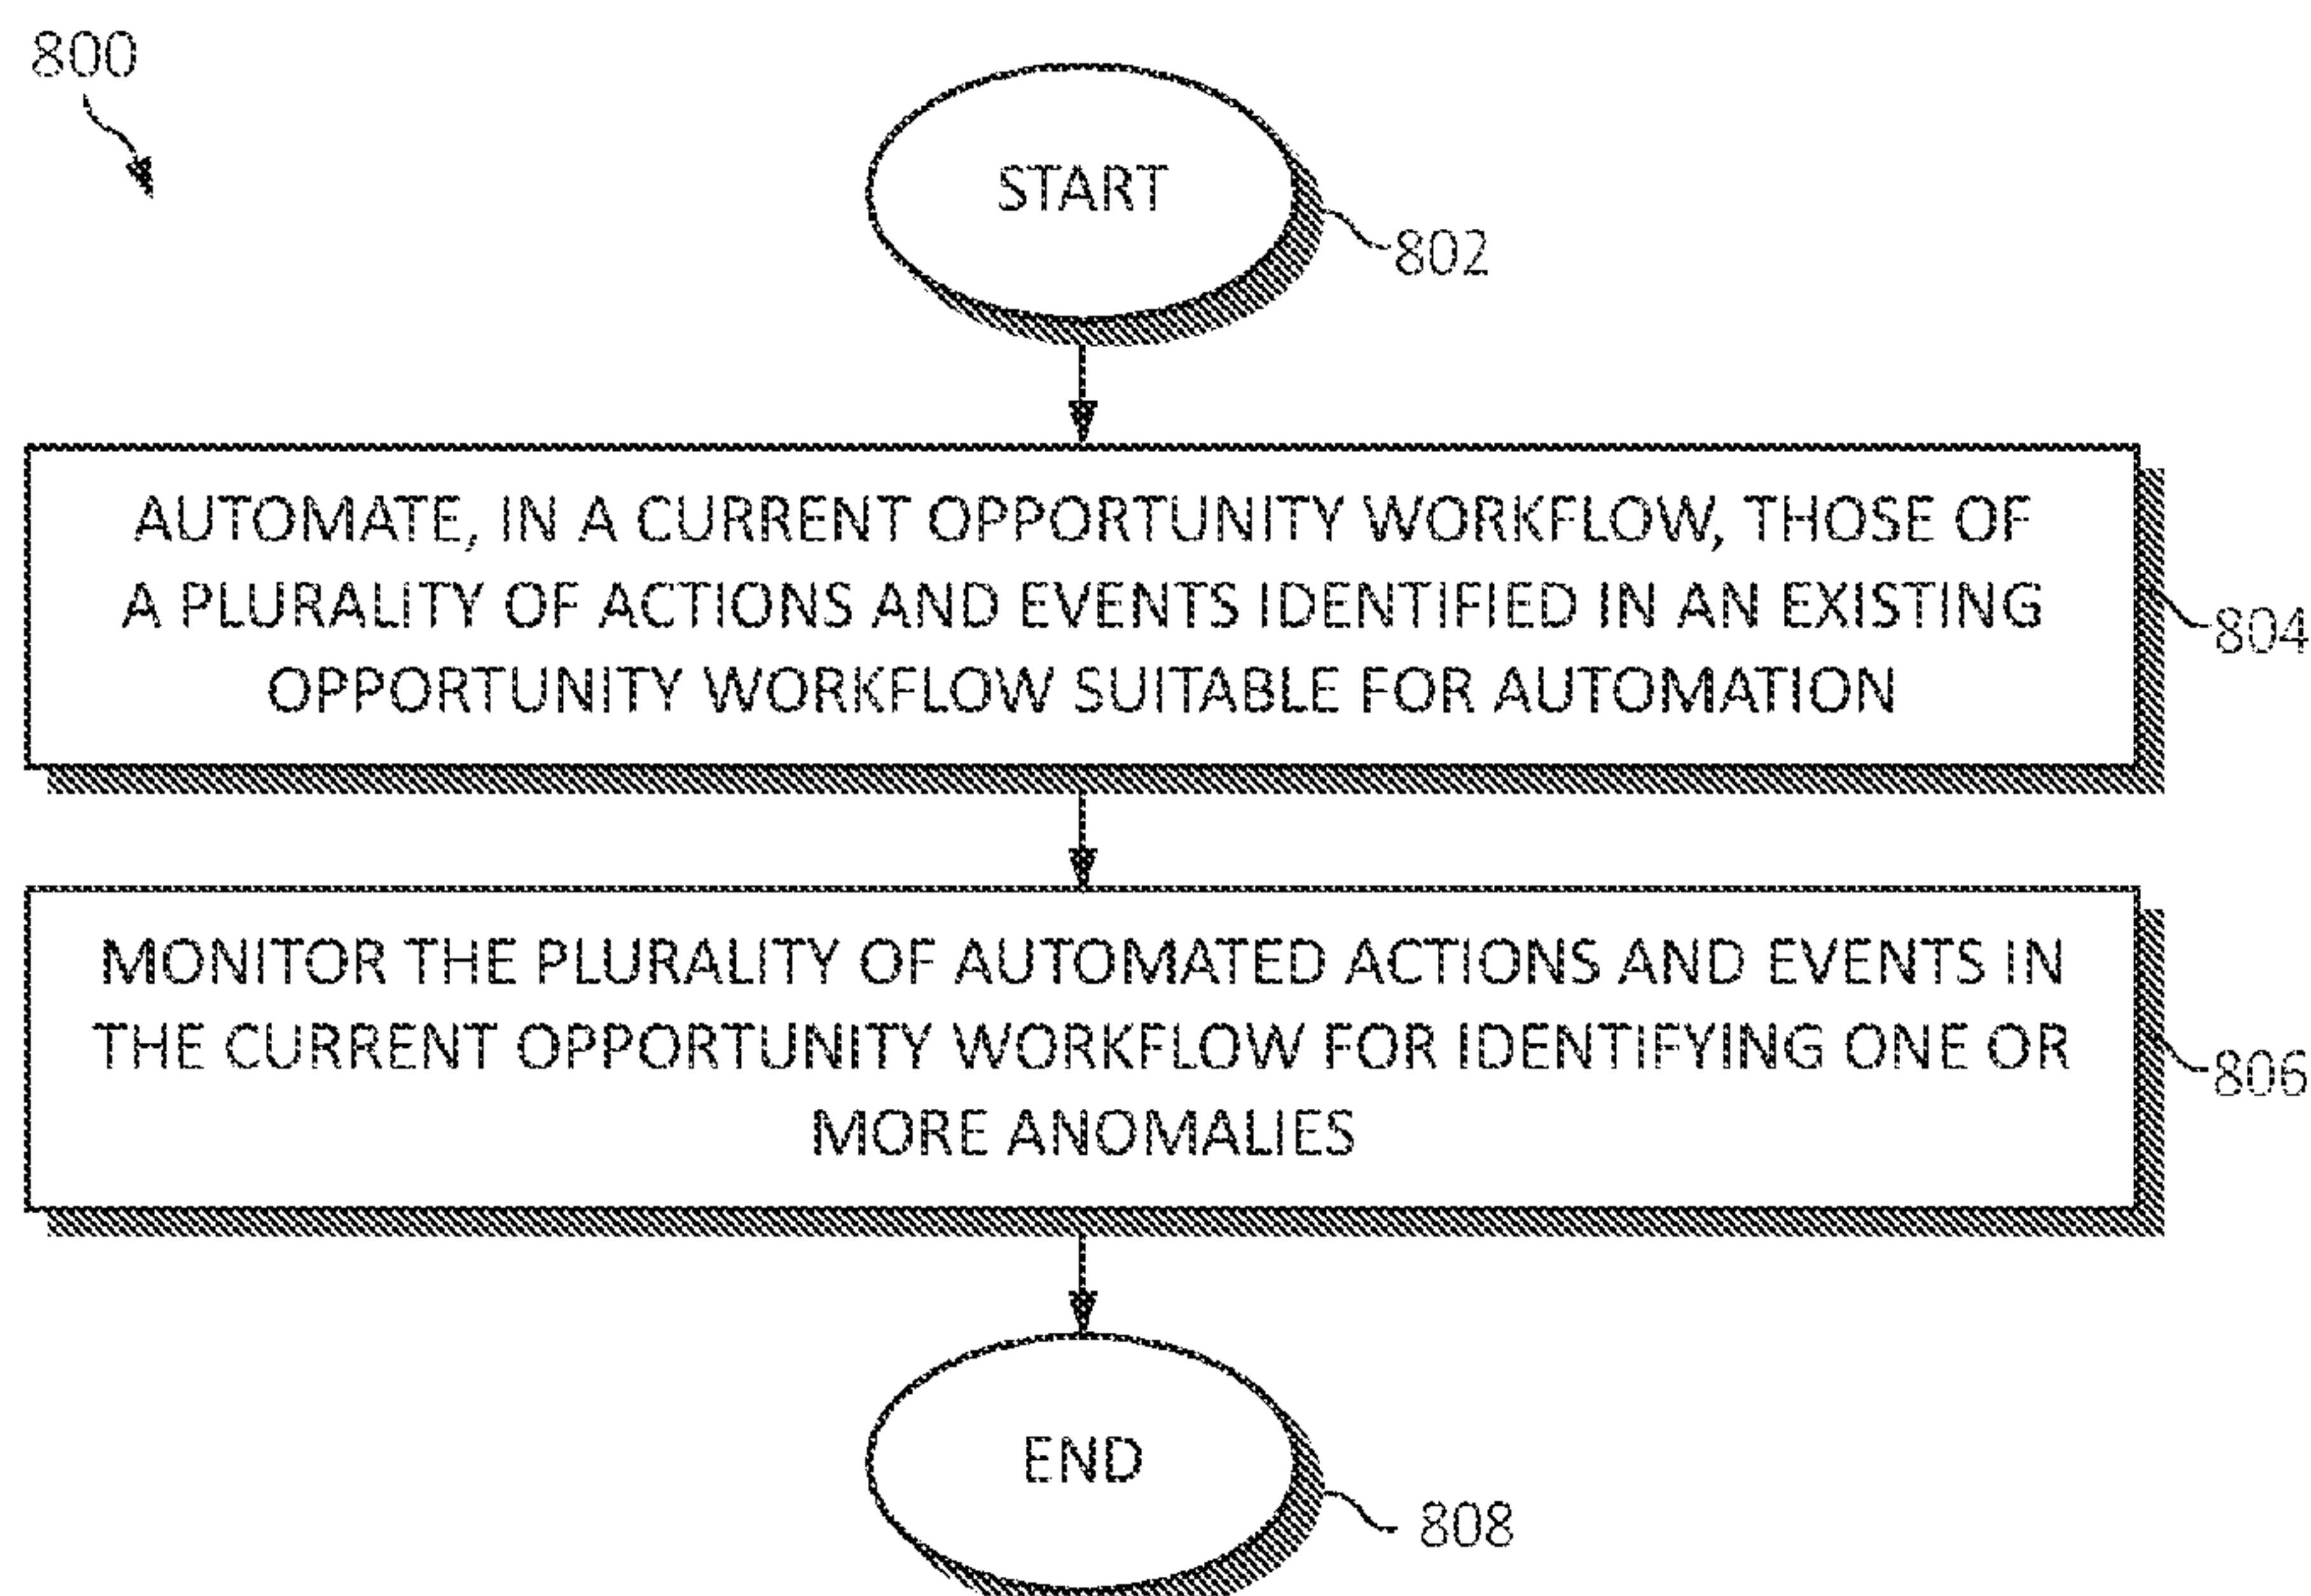 800
START
802
AUTOMATE, IN A CURRENT OPPORTUNITY WORKFLOW, THOSE OF
A PLURALITY OF ACTIONS AND EVENTS IDENTIFIED IN AN EXISTING
OPPORTUNITY WORKFLOW SUITABLE FOR AUTOMATION
804
MONITOR THE PLURALITY OF AUTOMATED ACTIONS AND EVENTS IN
THE CURRENT OPPORTUNITY WORKFLOW FOR IDENTIFYING ONE OR
MORE ANOMALIES
806
END
808